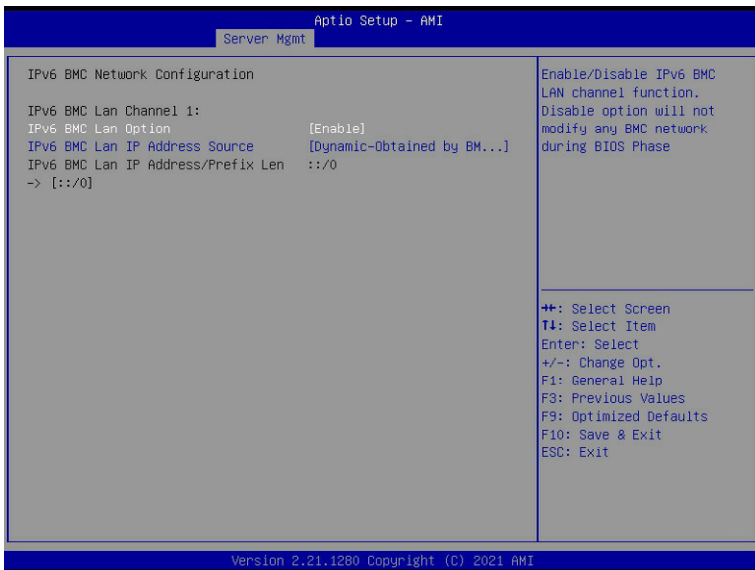 Aptio Setup – AMI
Server Mgmt
IPv6 BMC Network Configuration
IPv6 BMC Lan Channel 1:
IPv6 BMC Lan Option [Enable]
IPv6 BMC Lan IP Address Source [Dynamic-Obtained by BM...]
IPv6 BMC Lan IP Address/Prefix Len ::/0
-> [::/0]
Enable/Disable IPv6 BMC
LAN channel function.
Disable option will not
modify any BMC network
during BIOS Phase
→←: Select Screen
↑↓: Select Item
Enter: Select
+/-: Change Opt.
F1: General Help
F3: Previous Values
F9: Optimized Defaults
F10: Save & Exit
ESC: Exit
Version 2.21.1280 Copyright (C) 2021 AMI